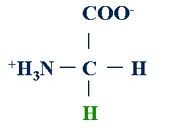 COO⁻
⁺H₃N – C – H
H